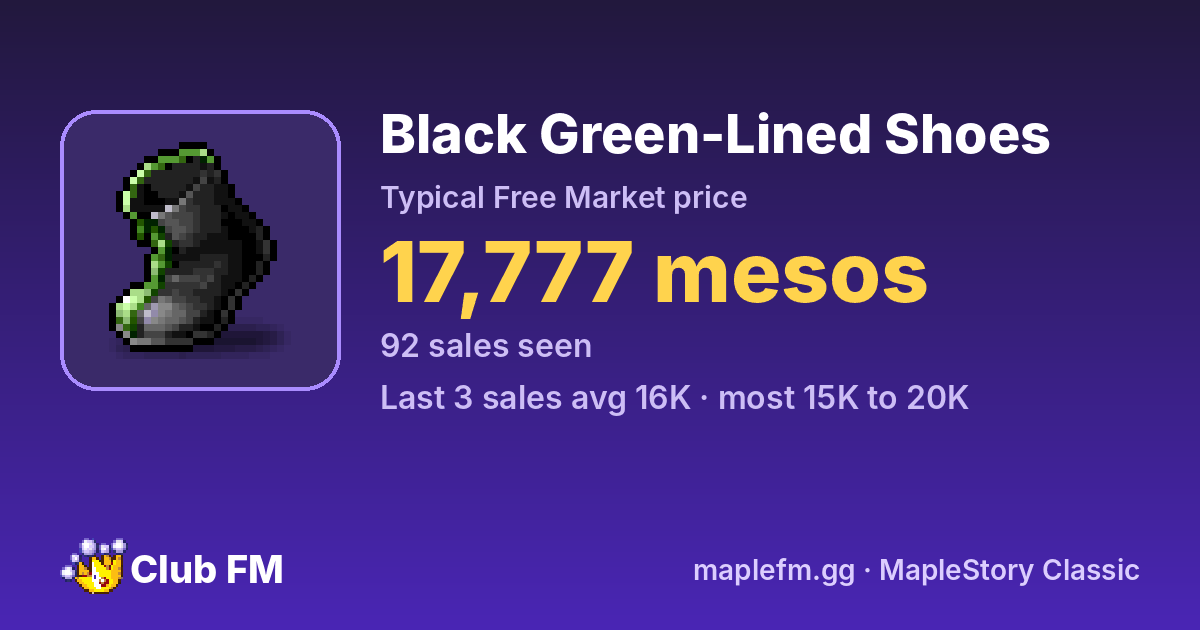 Black Green-Lined Shoes
Typical Free Market price
17,777 mesos
92 sales seen
Last 3 sales avg 16K · most 15K to 20K
Club FM
maplefm.gg · MapleStory Classic